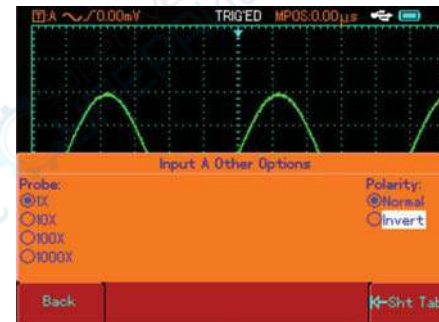 T:A 0.00mV TRIG'ED MPOS:0.00µs
Input A Other Options
Probe: Polarity:
1X Normal
10X Invert
100X
1000X
Back Sht Tab